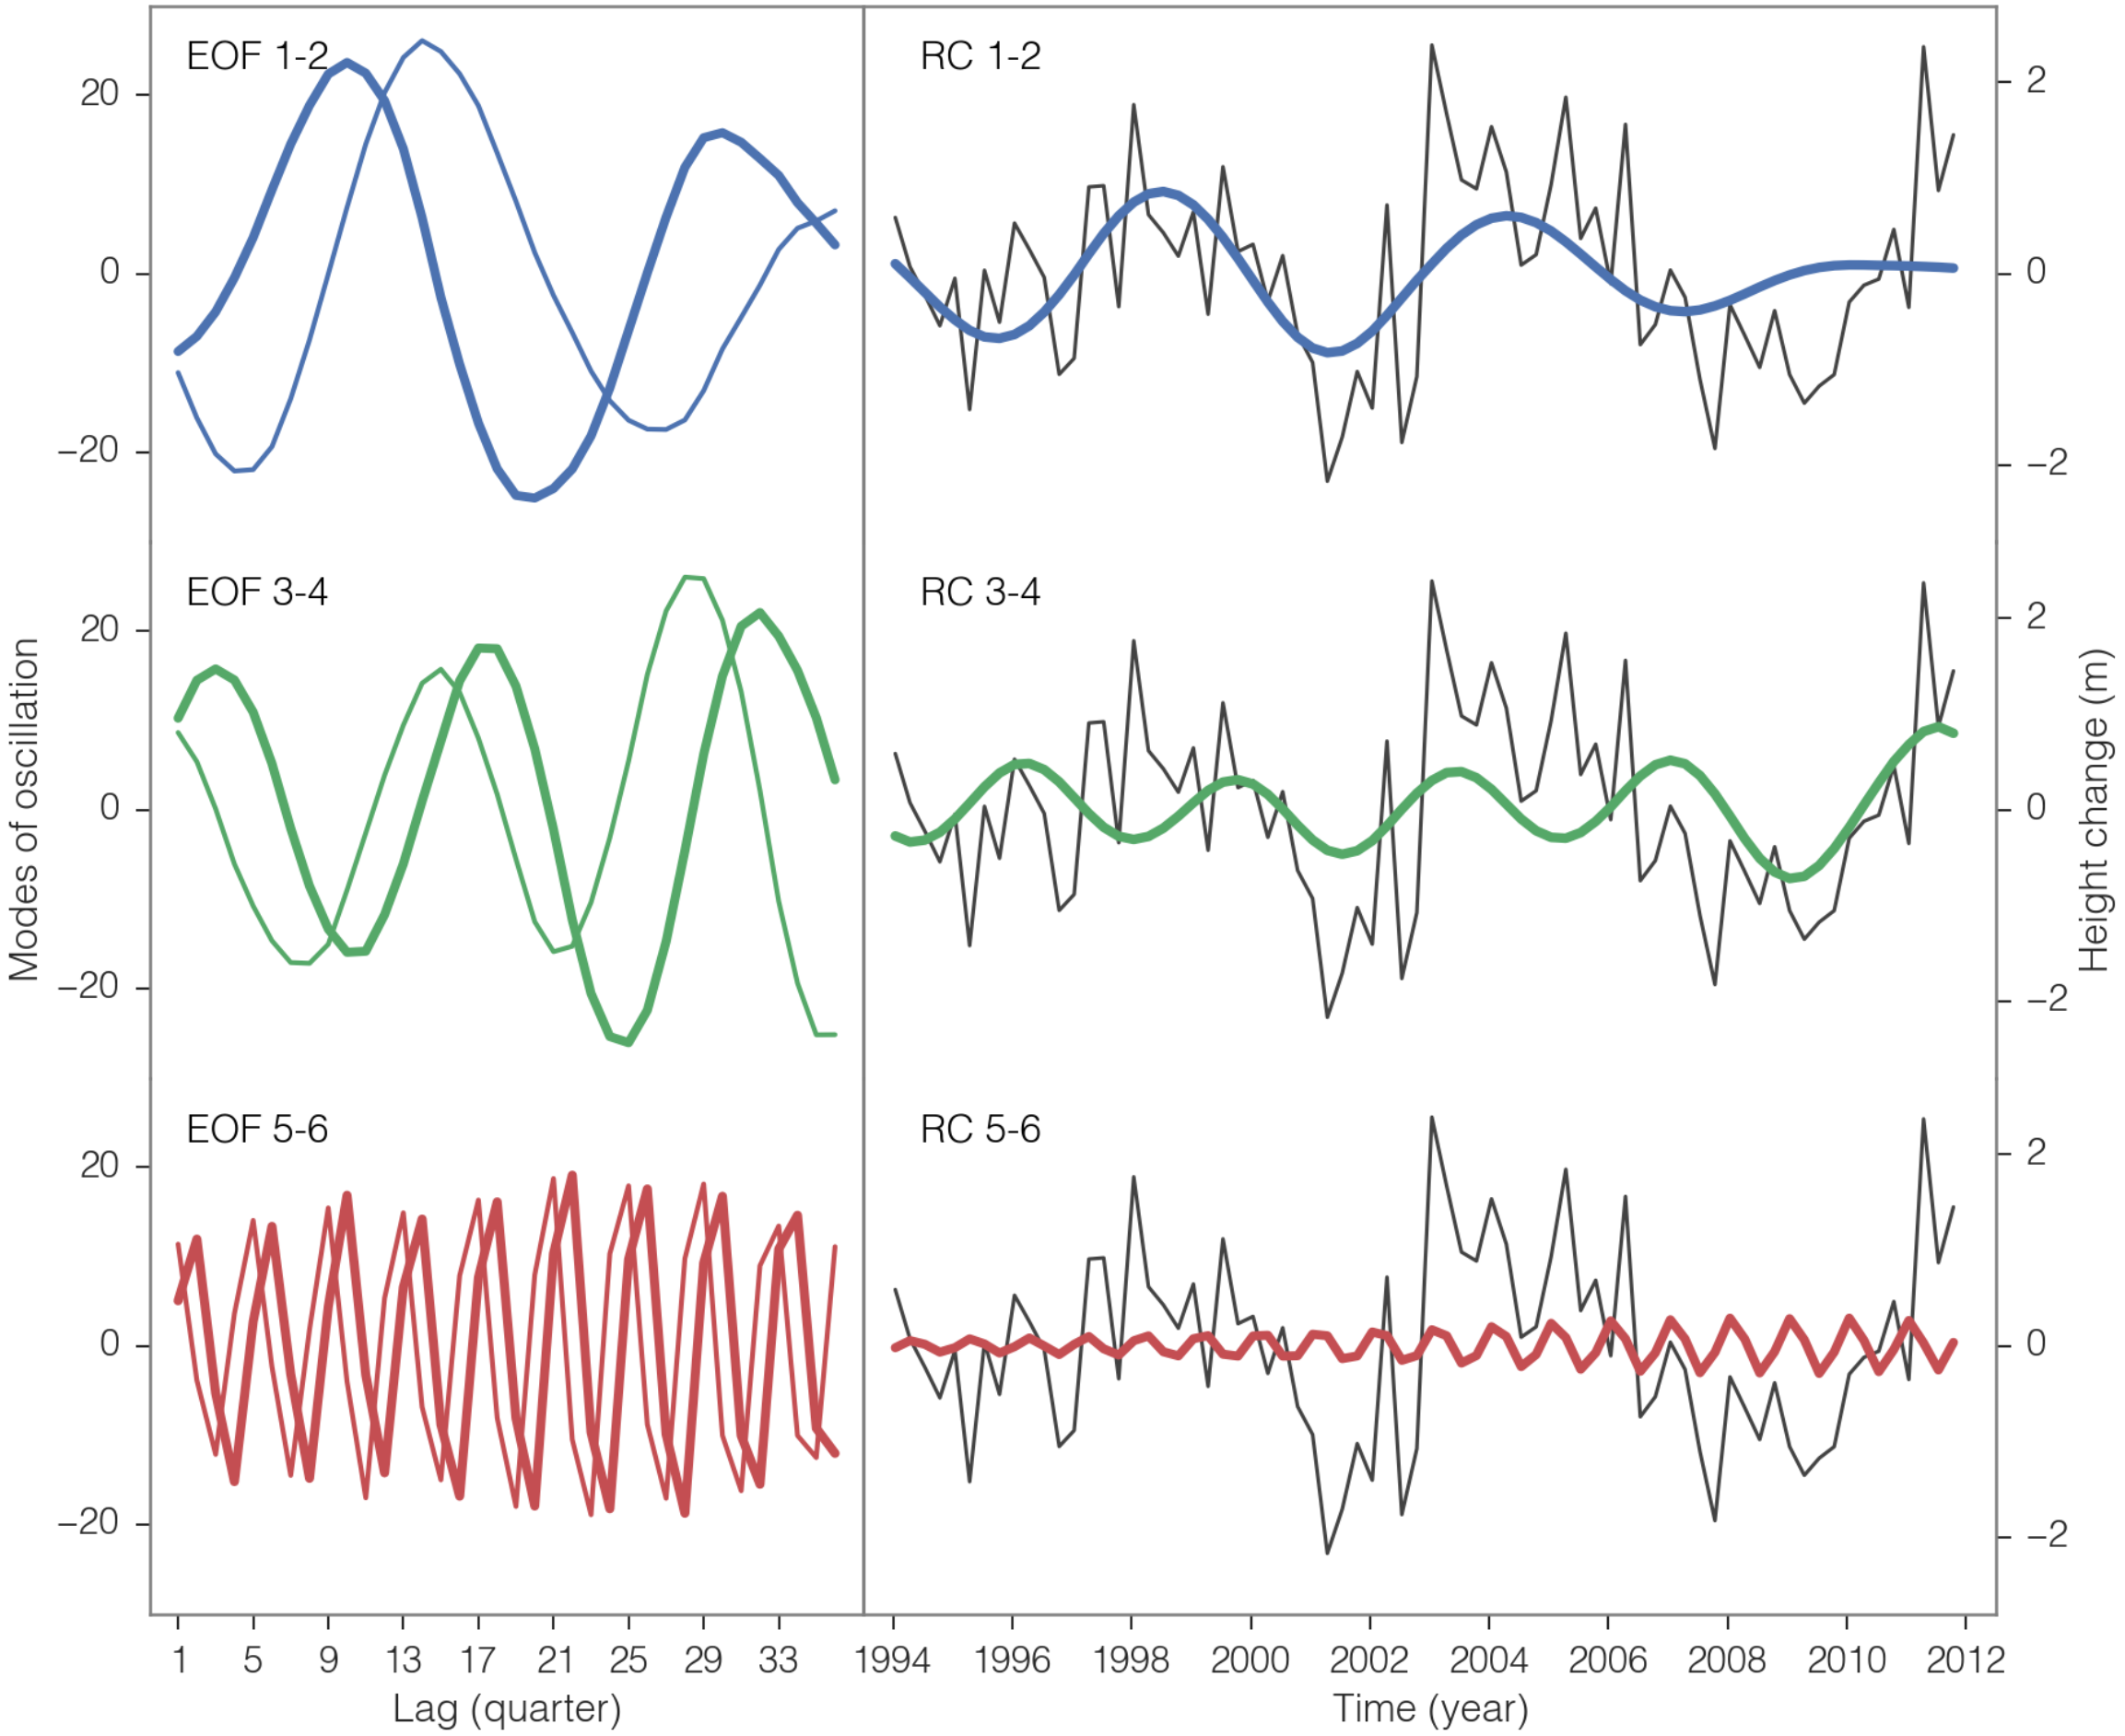 EOF 1-2
RC 1-2
20
0
−20
2
0
−2
EOF 3-4
RC 3-4
20
0
−20
2
0
−2
EOF 5-6
RC 5-6
20
0
−20
2
0
−2
Modes of oscillation
Height change (m)
1 5 9 13 17 21 25 29 33
1994 1996 1998 2000 2002 2004 2006 2008 2010 2012
Lag (quarter)
Time (year)